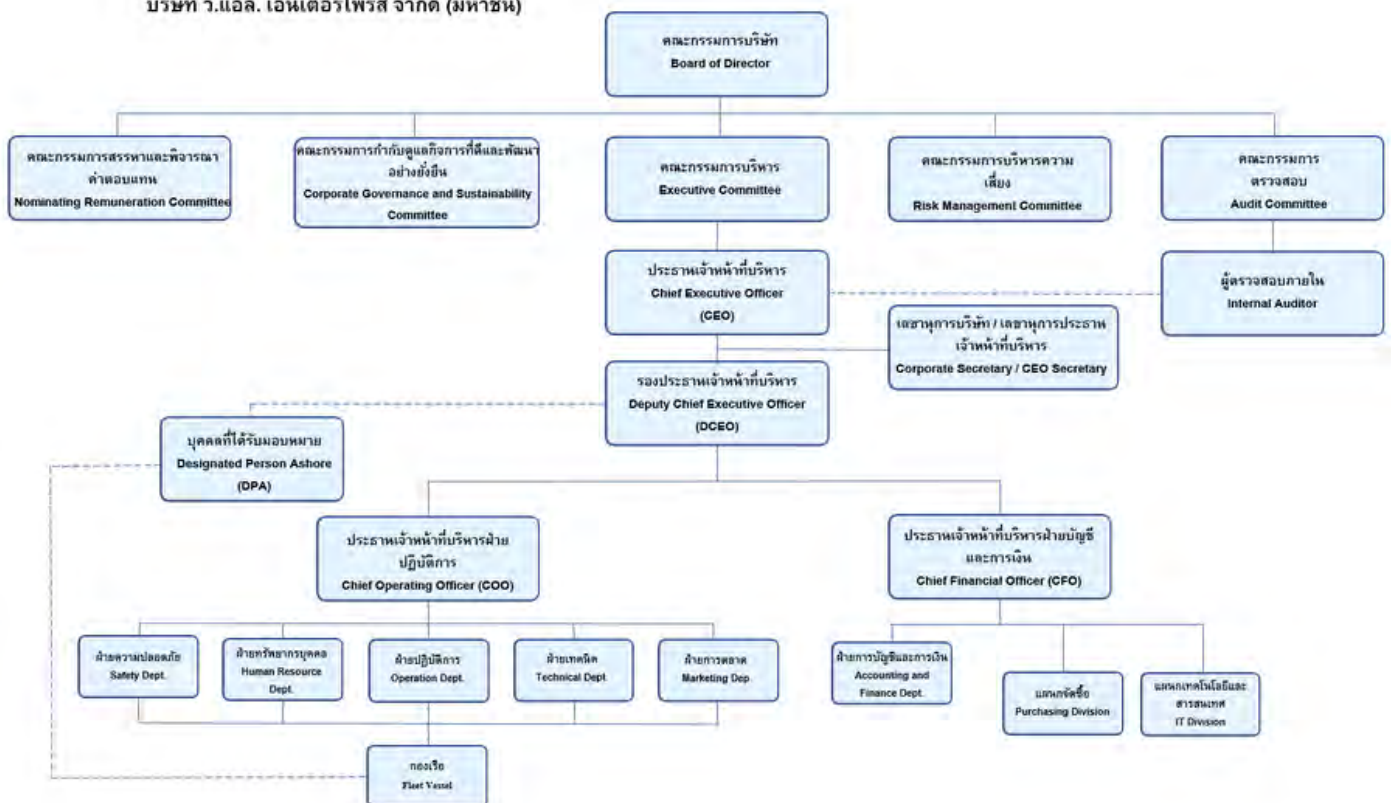 บริษัท วี.แอล. เอ็นเตอร์ไพรส์ จำกัด (มหาชน)
คณะกรรมการบริษัท
Board of Director
คณะกรรมการสรรหาและพิจารณา
ค่าตอบแทน
Nominating Remuneration Committee
คณะกรรมการกำกับดูแลกิจการที่ดีและพัฒนา
อย่างยั่งยืน
Corporate Governance and Sustainability
Committee
คณะกรรมการบริหาร
Executive Committee
คณะกรรมการบริหารความ
เสี่ยง
Risk Management Committee
คณะกรรมการ
ตรวจสอบ
Audit Committee
ประธานเจ้าหน้าที่บริหาร
Chief Executive Officer
(CEO)
ผู้ตรวจสอบภายใน
Internal Auditor
เลขานุการบริษัท / เลขานุการประธาน
เจ้าหน้าที่บริหาร
Corporate Secretary / CEO Secretary
รองประธานเจ้าหน้าที่บริหาร
Deputy Chief Executive Officer
(DCEO)
บุคคลที่ได้รับมอบหมาย
Designated Person Ashore
(DPA)
ประธานเจ้าหน้าที่บริหารฝ่าย
ปฏิบัติการ
Chief Operating Officer (COO)
ประธานเจ้าหน้าที่บริหารฝ่ายบัญชี
และการเงิน
Chief Financial Officer (CFO)
ฝ่ายความปลอดภัย
Safety Dept.
ฝ่ายทรัพยากรบุคคล
Human Resource
Dept.
ฝ่ายปฏิบัติการ
Operation Dept.
ฝ่ายเทคนิค
Technical Dept
ฝ่ายการตลาด
Marketing Dep.
ฝ่ายการบัญชีและการเงิน
Accounting and
Finance Dept.
แผนกจัดซื้อ
Purchasing Division
แผนกเทคโนโลยีและ
สารสนเทศ
IT Division
กองเรือ
Fleet Vessel